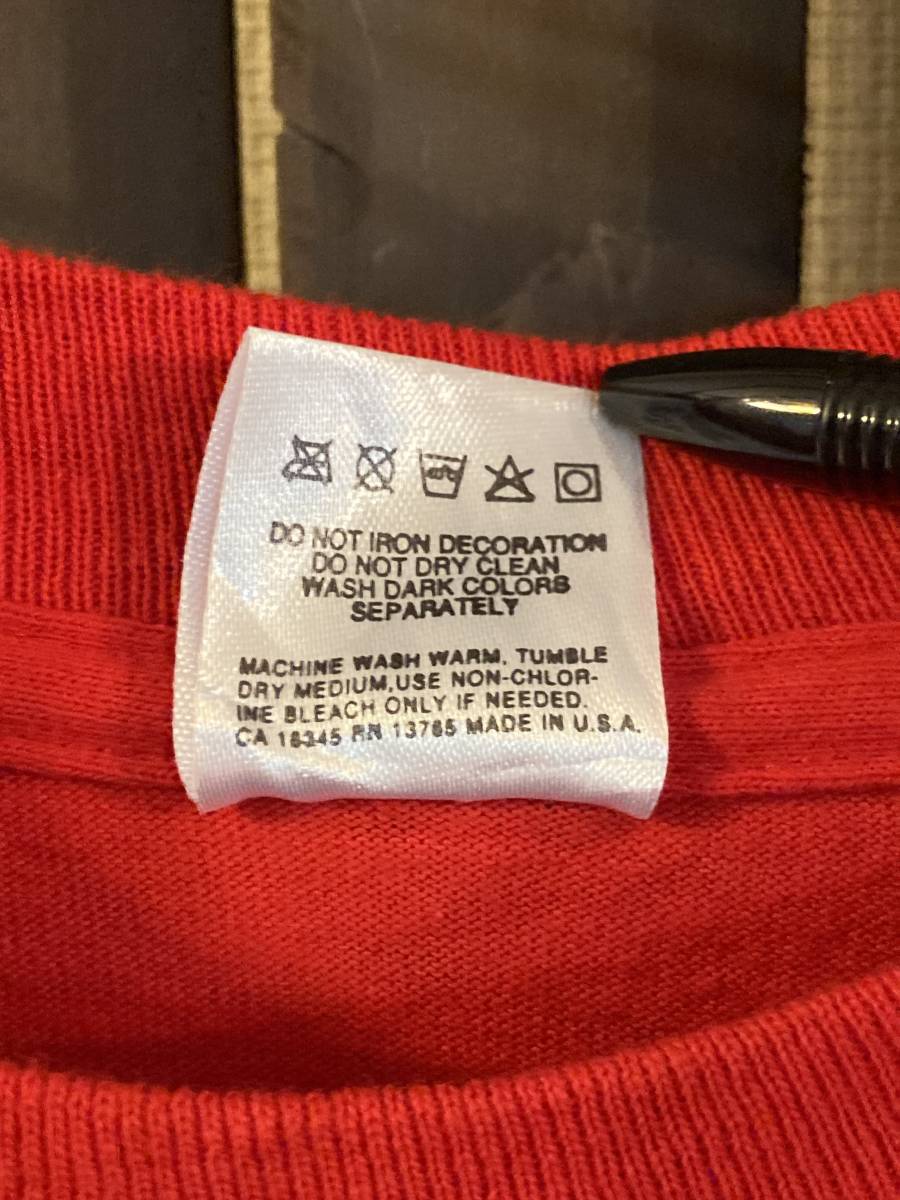 DO NOT IRON DECORATION
DO NOT DRY CLEAN
WASH DARK COLORS
SEPARATELY
MACHINE WASH WARM, TUMBLE
DRY MEDIUM, USE NON-CHLOR-
INE BLEACH ONLY IF NEEDED.
CA 16345 RN 13765 MADE IN U.S.A.